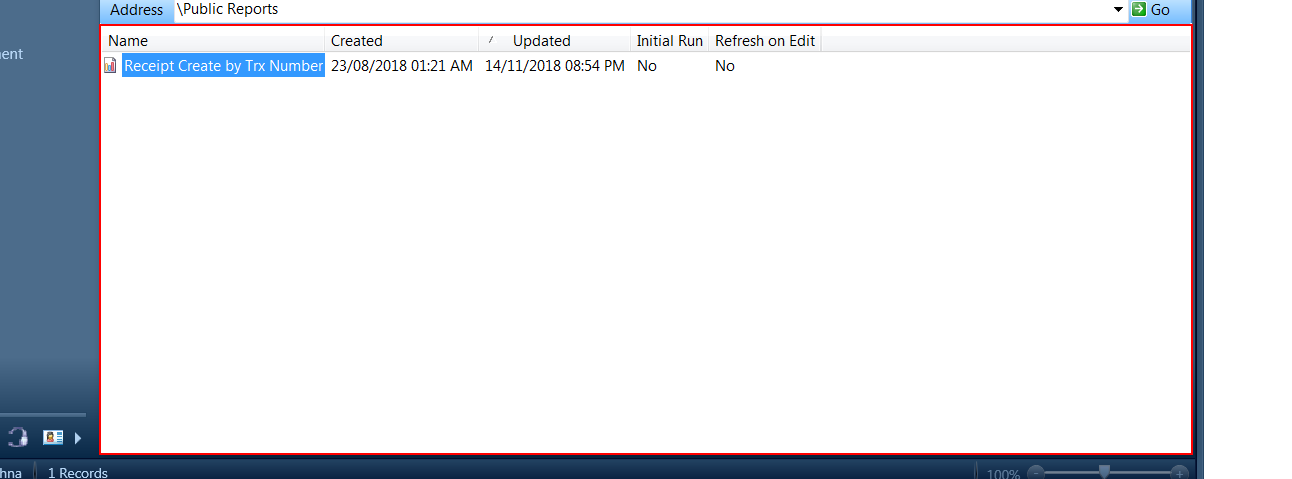 Address \Public Reports Go
Name Created Updated Initial Run Refresh on Edit
Receipt Create by Trx Number 23/08/2018 01:21 AM 14/11/2018 08:54 PM No No
ent
hna 1 Records 100%